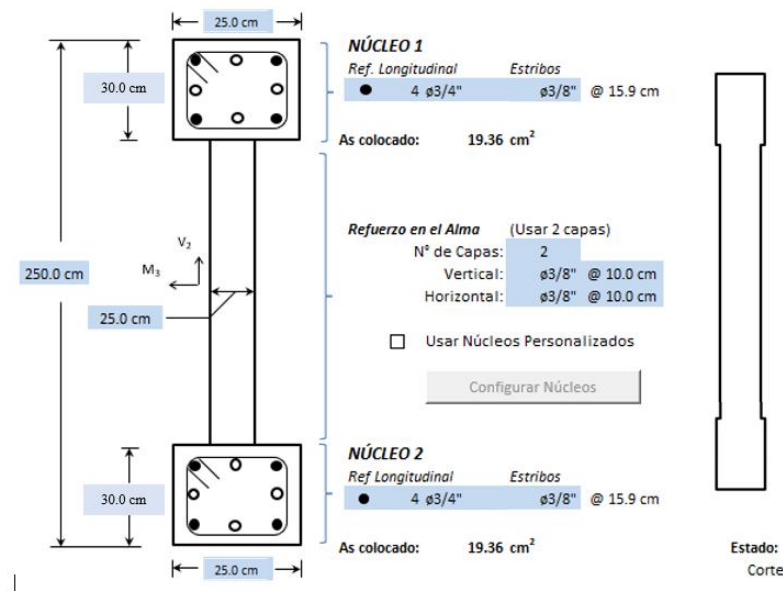 25.0 cm
NÚCLEO 1
Ref. Longitudinal Estribos
30.0 cm
4 ø3/4" ø3/8" @ 15.9 cm
As colocado: 19.36 cm²
Refuerzo en el Alma (Usar 2 capas)
V₂
Nº de Capas: 2
M₃
250.0 cm
Vertical: ø3/8" @ 10.0 cm
Horizontal: ø3/8" @ 10.0 cm
25.0 cm
Usar Núcleos Personalizados
Configurar Núcleos
NÚCLEO 2
Ref Longitudinal Estribos
30.0 cm
4 ø3/4" ø3/8" @ 15.9 cm
As colocado: 19.36 cm²
Estado:
25.0 cm
Corte